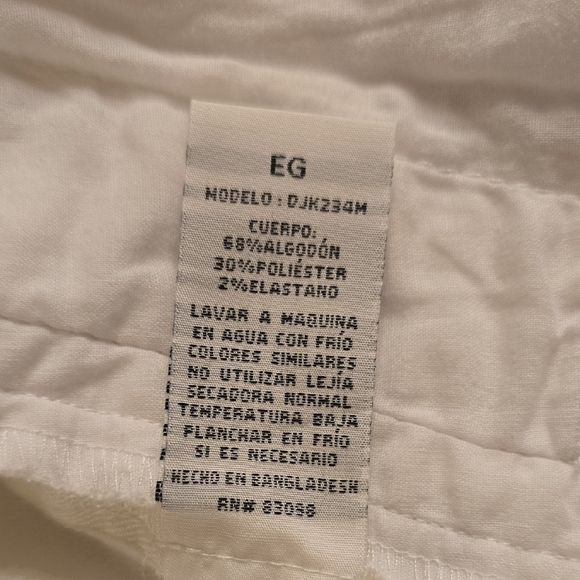 EG
MODELO : DJK234M
CUERPO:
68%ALGODÓN
30%POLIÉSTER
2%ELASTANO
LAVAR A MAQUINA
EN AGUA CON FRÍO
COLORES SIMILARES
NO UTILIZAR LEJÍA
SECADORA NORMAL
TEMPERATURA BAJA
PLANCHAR EN FRÍO
SI ES NECESARIO
HECHO EN BANGLADESH
RN# 83098